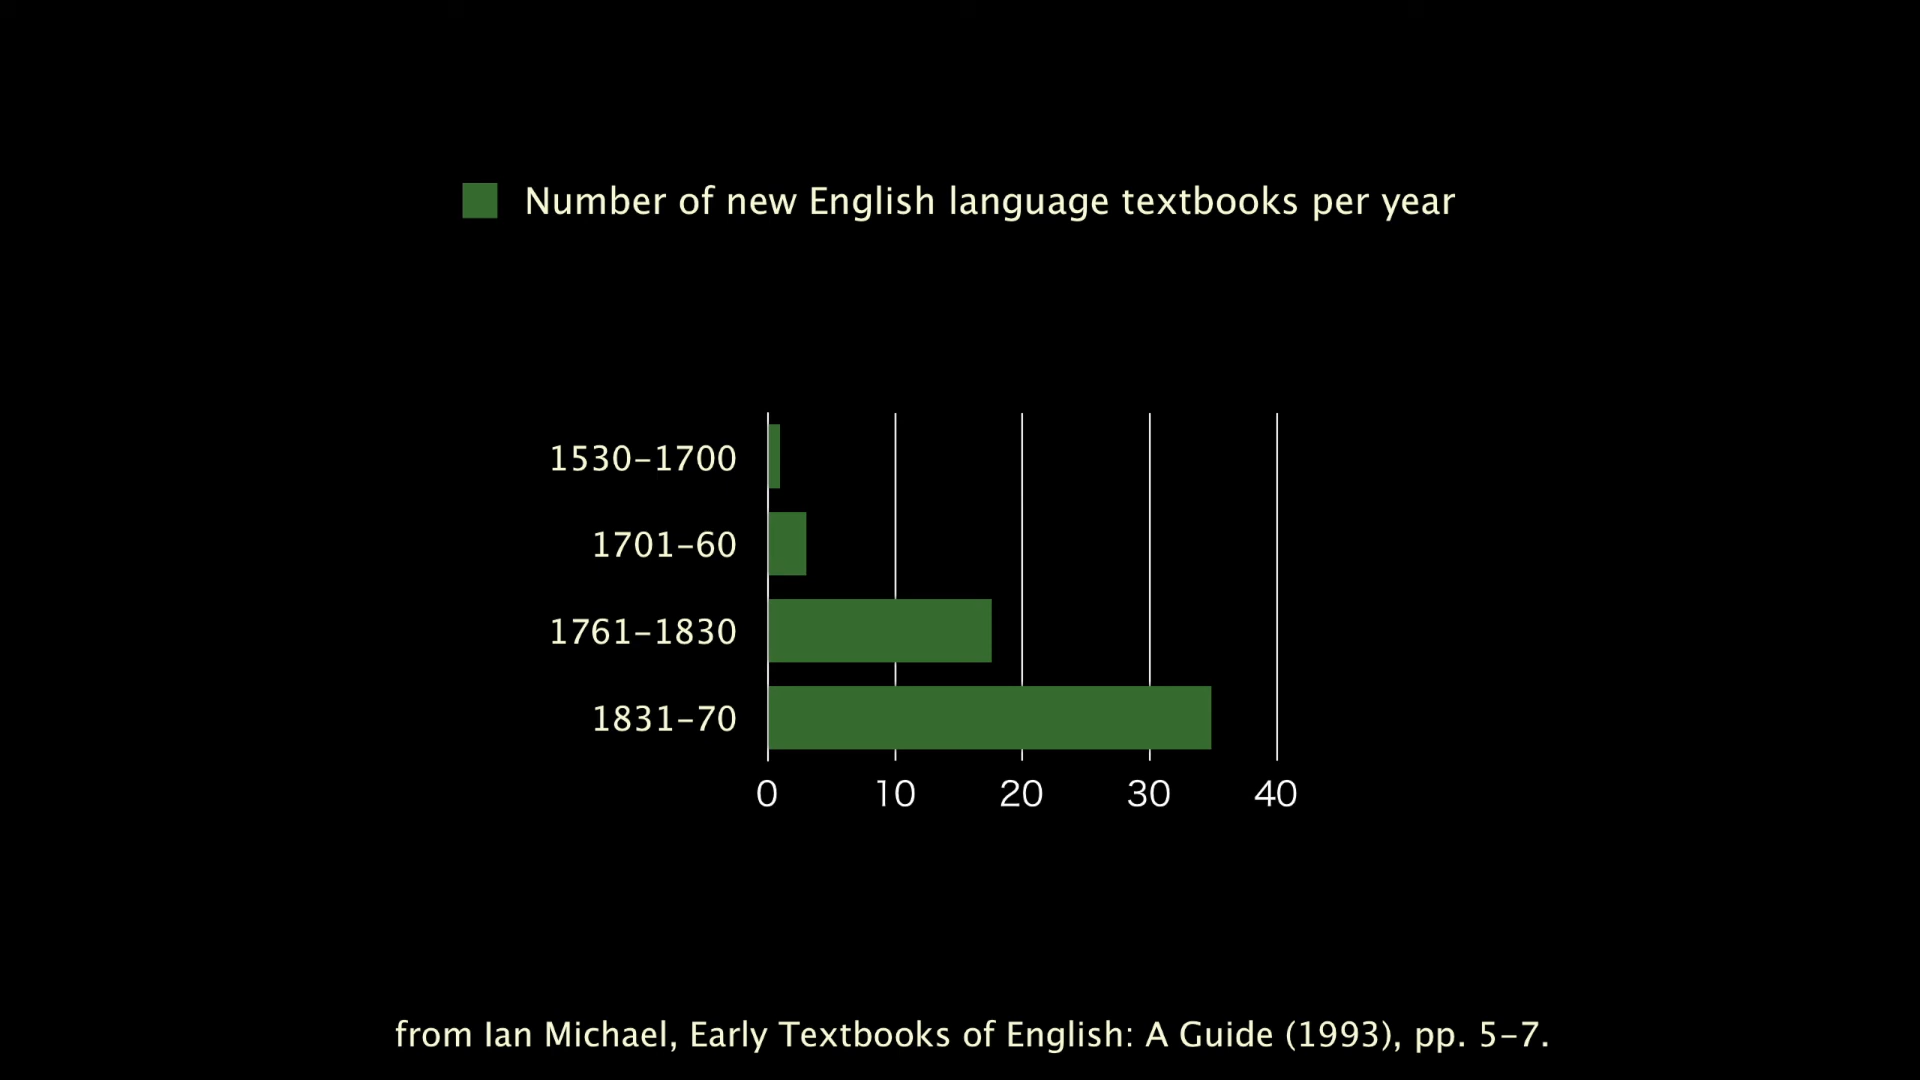 Number of new English language textbooks per year
1530–1700
1701–60
1761–1830
1831–70
0 10 20 30 40
from Ian Michael, Early Textbooks of English: A Guide (1993), pp. 5–7.